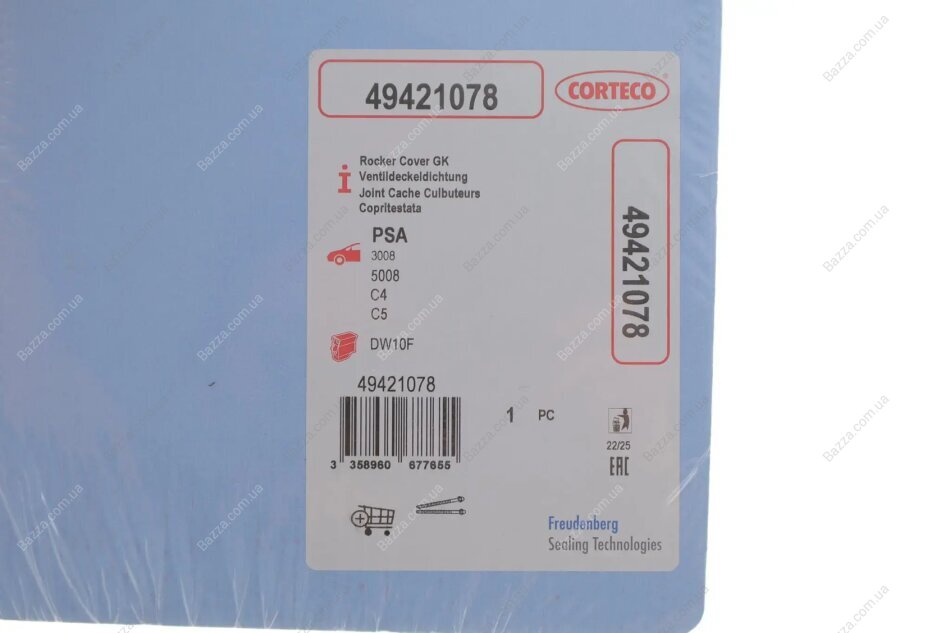 49421078
CORTECO
Rocker Cover GK
Ventildeckeldichtung
Joint Cache Culbuteurs
Copritestata
PSA
3008
5008
C4
C5
DW10F
49421078
49421078
3 358960 677655
1 PC
22/25
EAC
Freudenberg
Sealing Technologies
Bazza.com.ua